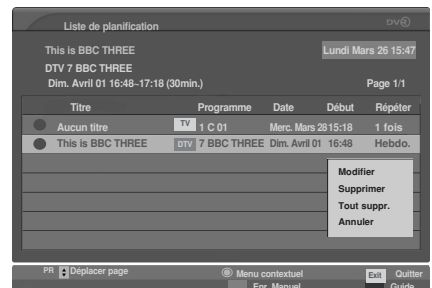 Liste de planification
DV
This is BBC THREE Lundi Mars 26 15:47
DTV 7 BBC THREE
Dim. Avril 01 16:48~17:18 (30min.) Page 1/1
Titre Programme Date Début Répéter
Aucun titre TV 1 C 01 Merc. Mars 28 15:18 1 fois
This is BBC THREE DTV 7 BBC THREE Dim. Avril 01 16:48 Hebdo.
Modifier
Supprimer
Tout suppr.
Annuler
PR Déplacer page Menu contextuel Exit Quitter
Enr. Manuel Guide